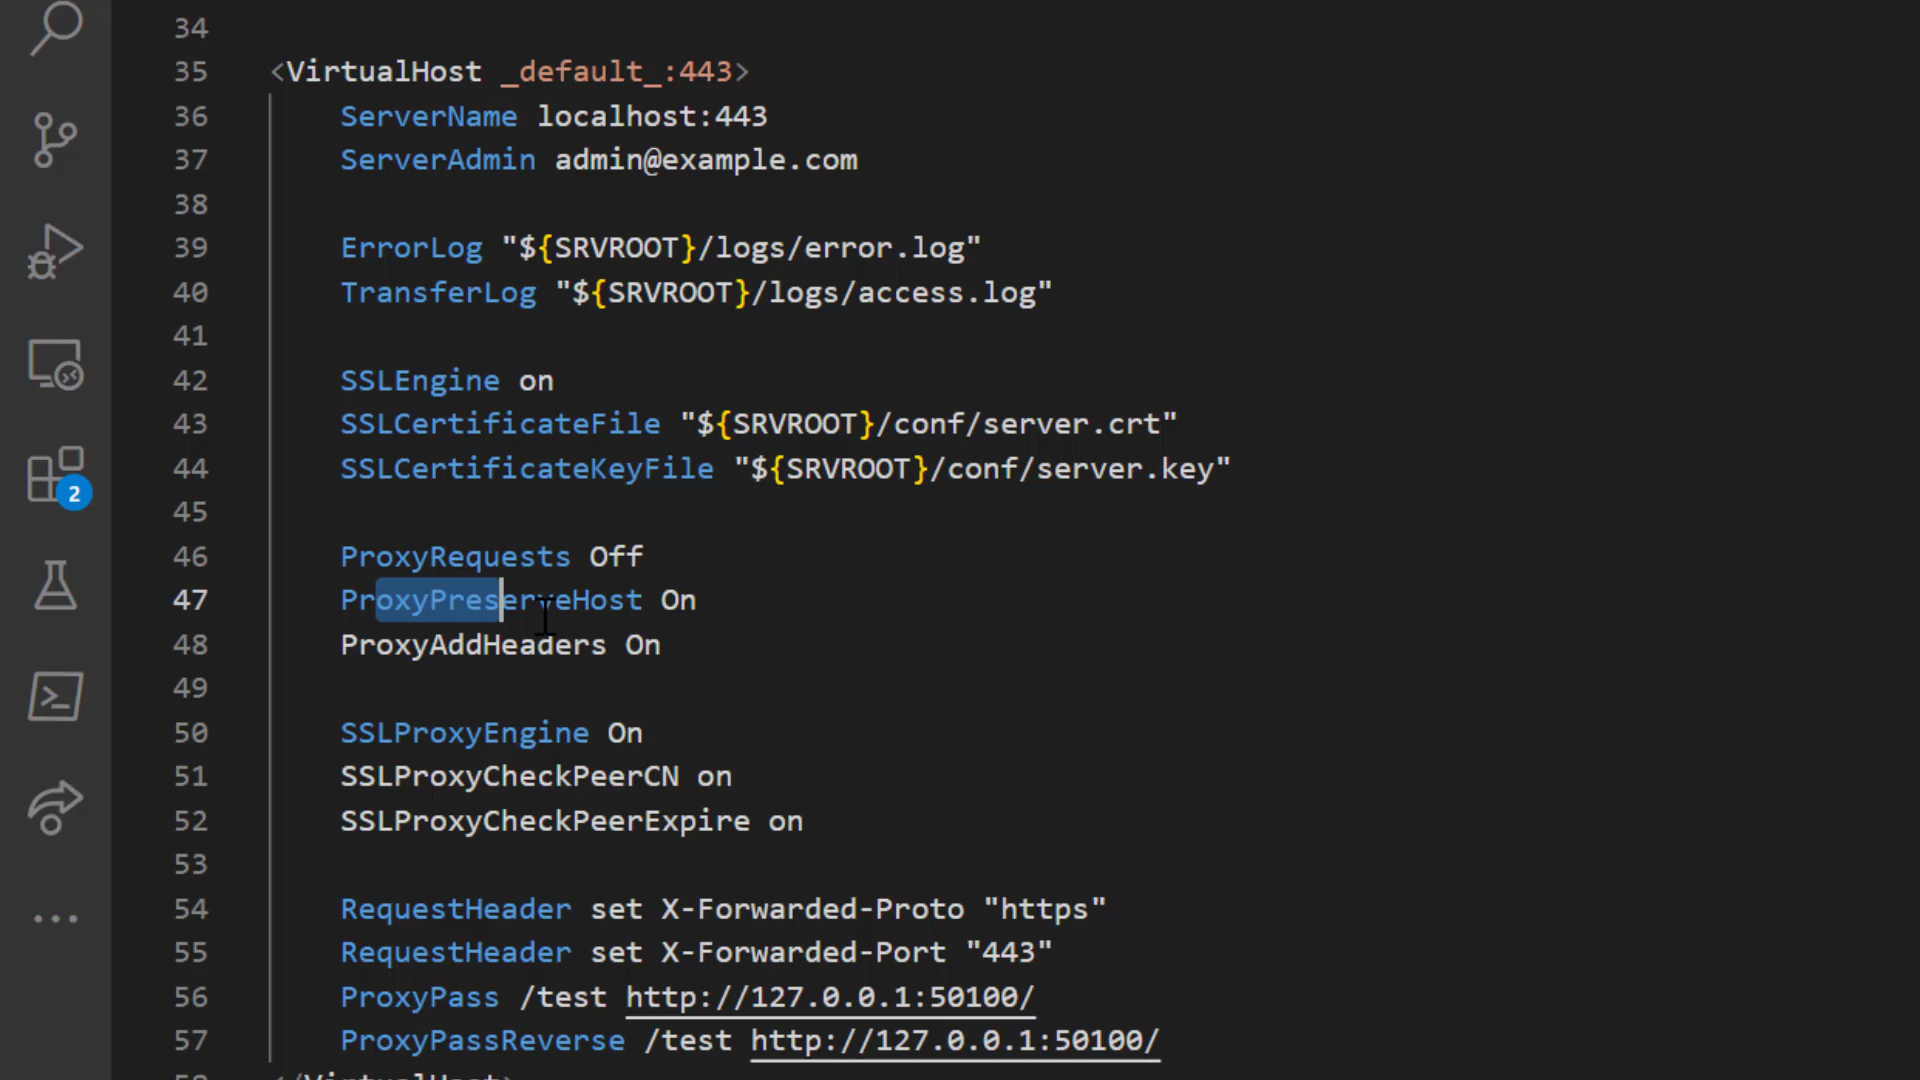 34
35 <VirtualHost _default_:443>
36 ServerName localhost:443
37 ServerAdmin admin@example.com
38
39 ErrorLog "${SRVROOT}/logs/error.log"
40 TransferLog "${SRVROOT}/logs/access.log"
41
42 SSLEngine on
43 SSLCertificateFile "${SRVROOT}/conf/server.crt"
44 SSLCertificateKeyFile "${SRVROOT}/conf/server.key"
45
46 ProxyRequests Off
47 ProxyPreserveHost On
48 ProxyAddHeaders On
49
50 SSLProxyEngine On
51 SSLProxyCheckPeerCN on
52 SSLProxyCheckPeerExpire on
53
54 RequestHeader set X-Forwarded-Proto "https"
55 RequestHeader set X-Forwarded-Port "443"
56 ProxyPass /test http://127.0.0.1:50100/
57 ProxyPassReverse /test http://127.0.0.1:50100/
58 </VirtualHost>
2